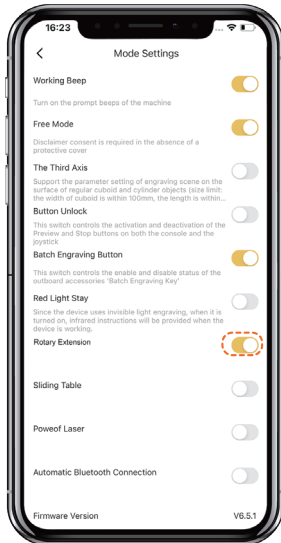 16:23
Mode Settings
Working Beep
Turn on the prompt beeps of the machine
Free Mode
Disclaimer consent is required in the absence of a
protective cover
The Third Axis
Support the parameter setting of engraving scene on the
surface of regular cuboid and cylinder objects (size limit:
the width of cuboid is within 100mm, the length is within...
Button Unlock
This switch controls the activation and deactivation of the
Preview and Stop buttons on both the console and the
joystick
Batch Engraving Button
This switch controls the enable and disable status of the
outboard accessories 'Batch Engraving Key'
Red Light Stay
Since the device uses invisible light engraving, when it is
turned on, infrared instructions will be provided when the
device is working.
Rotary Extension
Sliding Table
Poweof Laser
Automatic Bluetooth Connection
Firmware Version V6.5.1